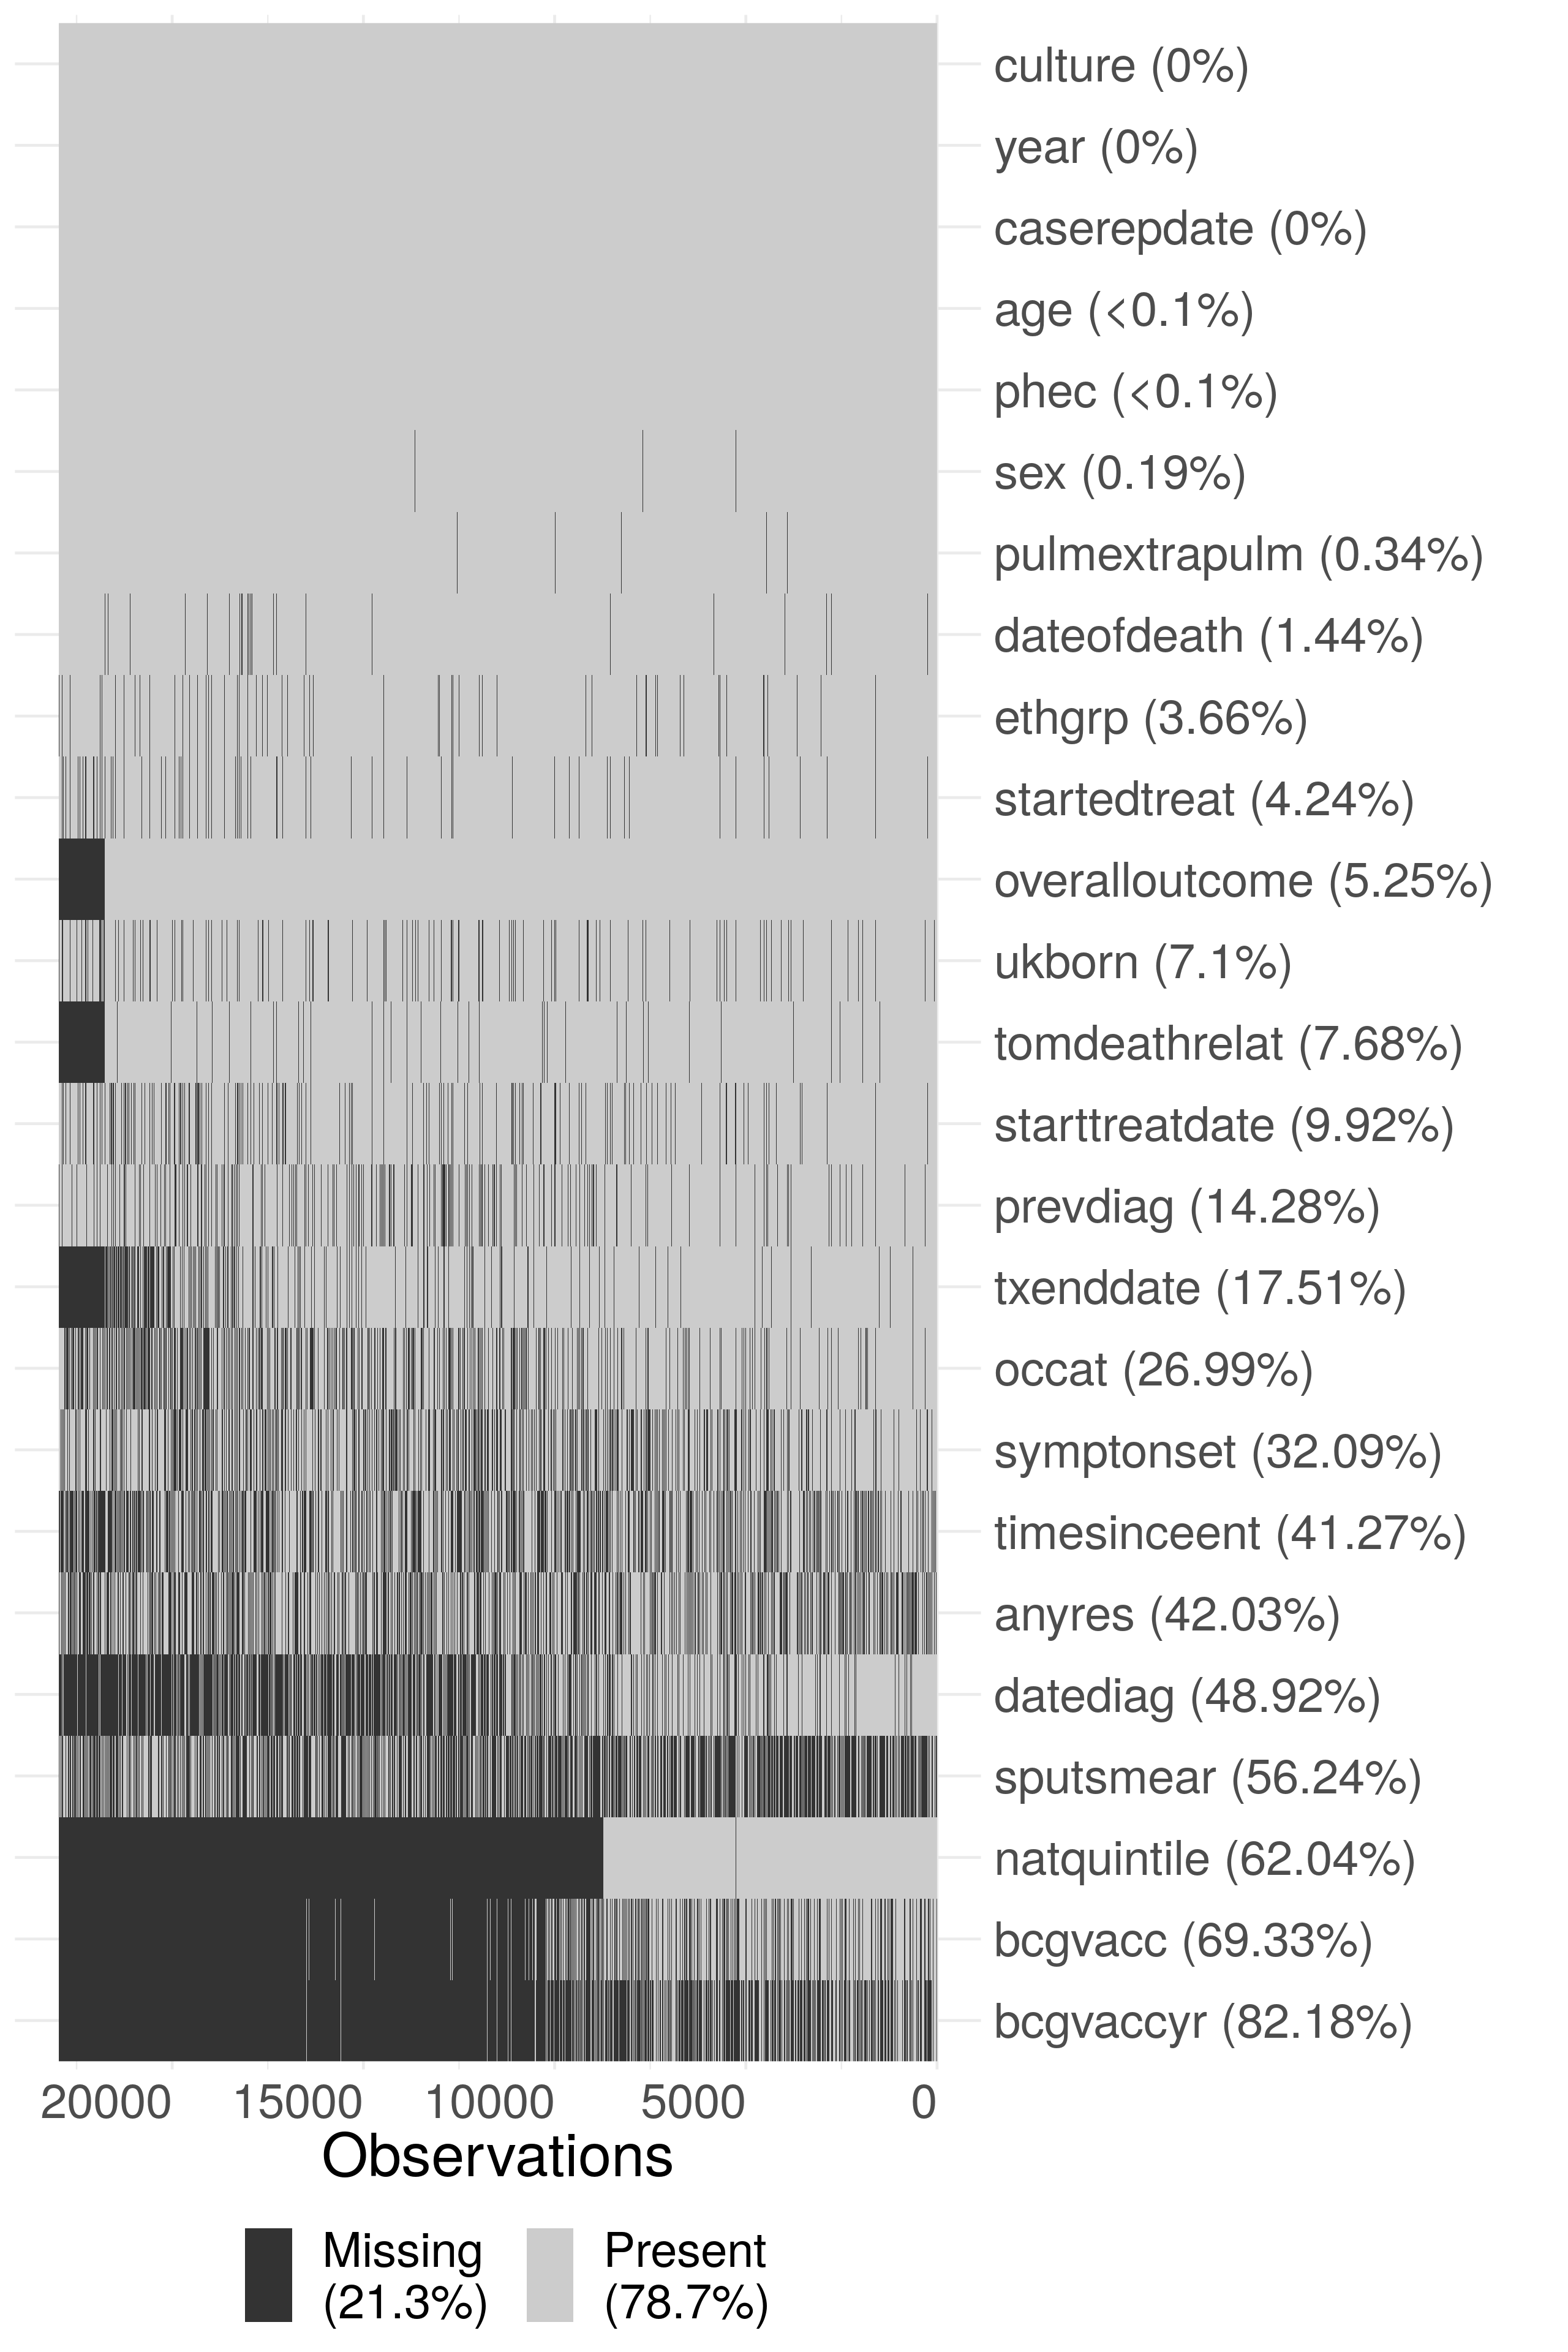 culture (0%)
year (0%)
caserepdate (0%)
age (<0.1%)
phec (<0.1%)
sex (0.19%)
pulmextrapulm (0.34%)
dateofdeath (1.44%)
ethgrp (3.66%)
startedtreat (4.24%)
overalloutcome (5.25%)
ukborn (7.1%)
tomdeathrelat (7.68%)
starttreatdate (9.92%)
prevdiag (14.28%)
txenddate (17.51%)
occat (26.99%)
symptonset (32.09%)
timesinceent (41.27%)
anyres (42.03%)
datediag (48.92%)
sputsmear (56.24%)
natquintile (62.04%)
bcgvacc (69.33%)
bcgvaccyr (82.18%)
20000 15000 10000 5000 0
Observations
Missing
(21.3%)
Present
(78.7%)